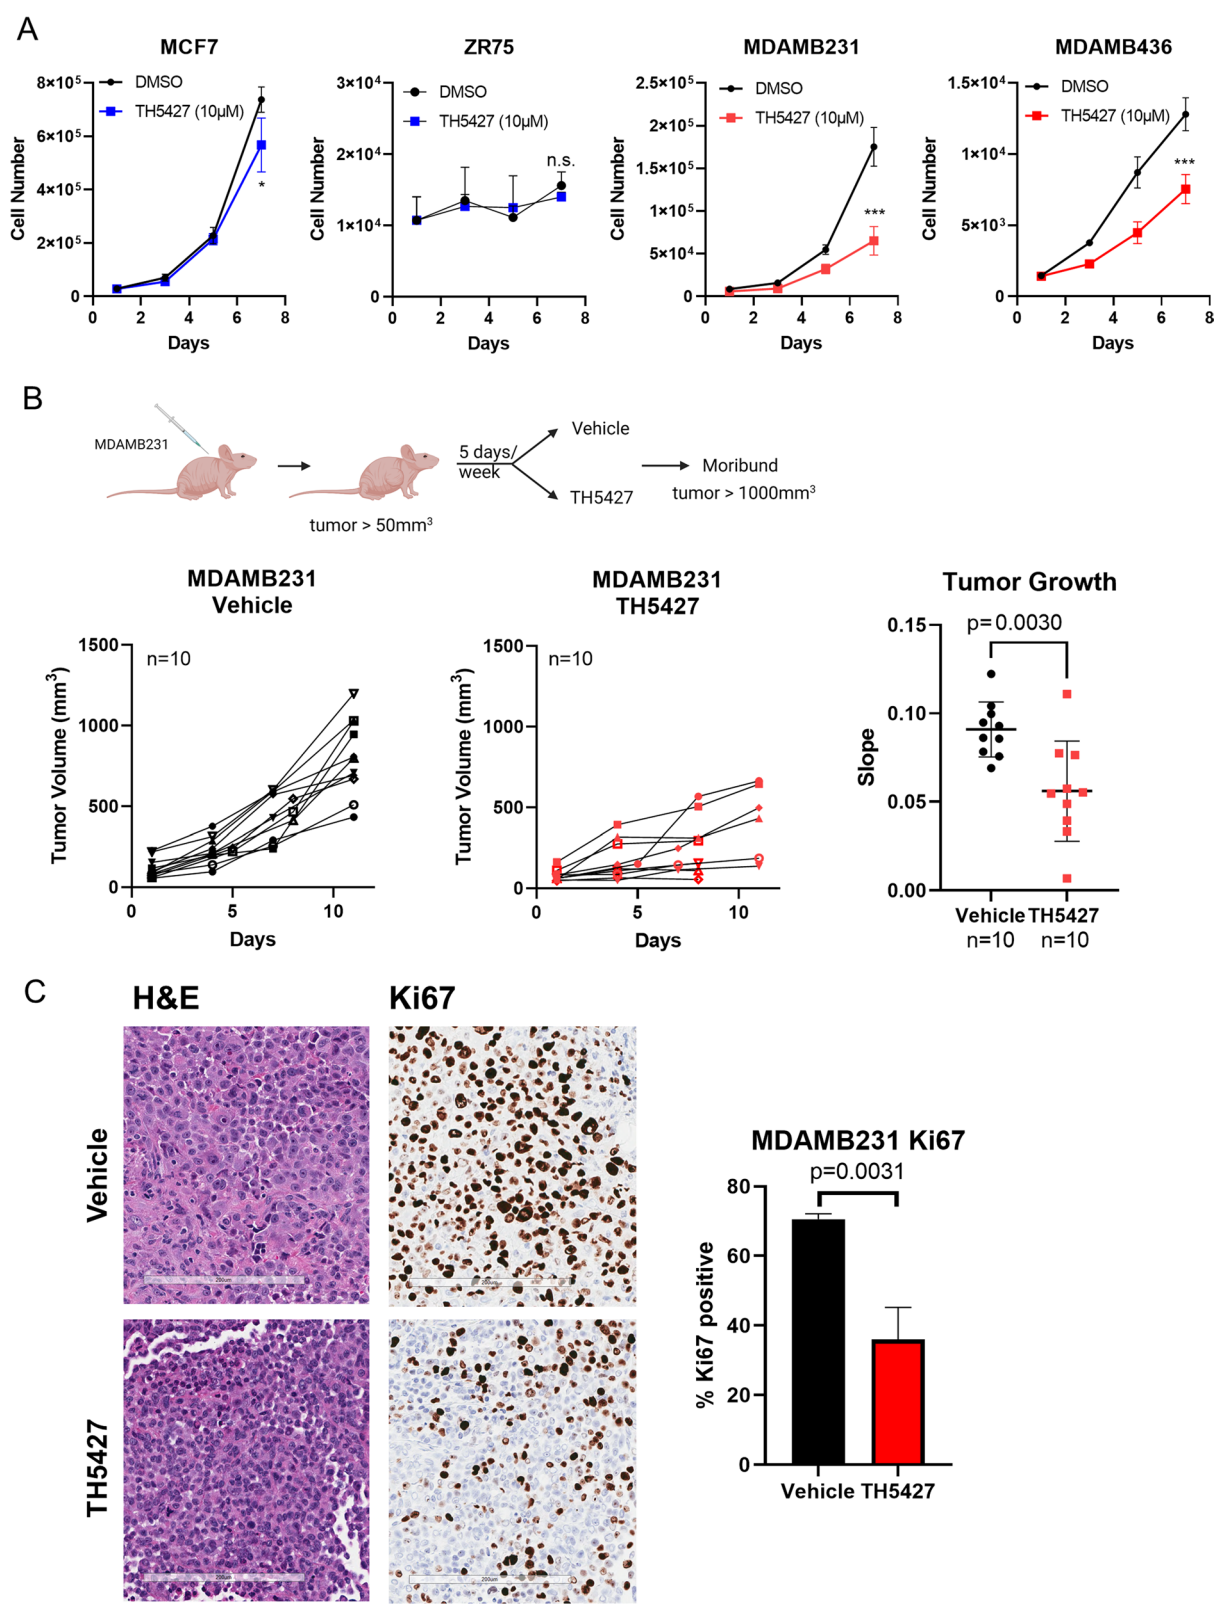 A
MCF7
8×10⁵
6×10⁵
4×10⁵
2×10⁵
0
0 2 4 6 8
Cell Number
Days
DMSO
TH5427 (10μM)
*
ZR75
3×10⁴
2×10⁴
1×10⁴
0
0 2 4 6 8
Cell Number
Days
DMSO
TH5427 (10μM)
n.s.
MDAMB231
2.5×10⁵
2×10⁵
1.5×10⁵
1×10⁵
5×10⁴
0
0 2 4 6 8
Cell Number
Days
DMSO
TH5427 (10μM)
***
MDAMB436
1.5×10⁴
1×10⁴
5×10³
0
0 2 4 6 8
Cell Number
Days
DMSO
TH5427 (10μM)
***
B
MDAMB231
tumor > 50mm³
5 days/
week
Vehicle
TH5427
Moribund
tumor > 1000mm³
MDAMB231
Vehicle
1500
1000
500
0
0 5 10
n=10
Tumor Volume (mm³)
Days
MDAMB231
TH5427
1500
1000
500
0
0 5 10
n=10
Tumor Volume (mm³)
Days
Tumor Growth
p= 0.0030
0.15
0.10
0.05
0.00
Slope
Vehicle TH5427
n=10 n=10
C
H&E
Ki67
Vehicle
200um
200um
TH5427
200um
200um
MDAMB231 Ki67
p=0.0031
80
60
40
20
0
% Ki67 positive
Vehicle TH5427